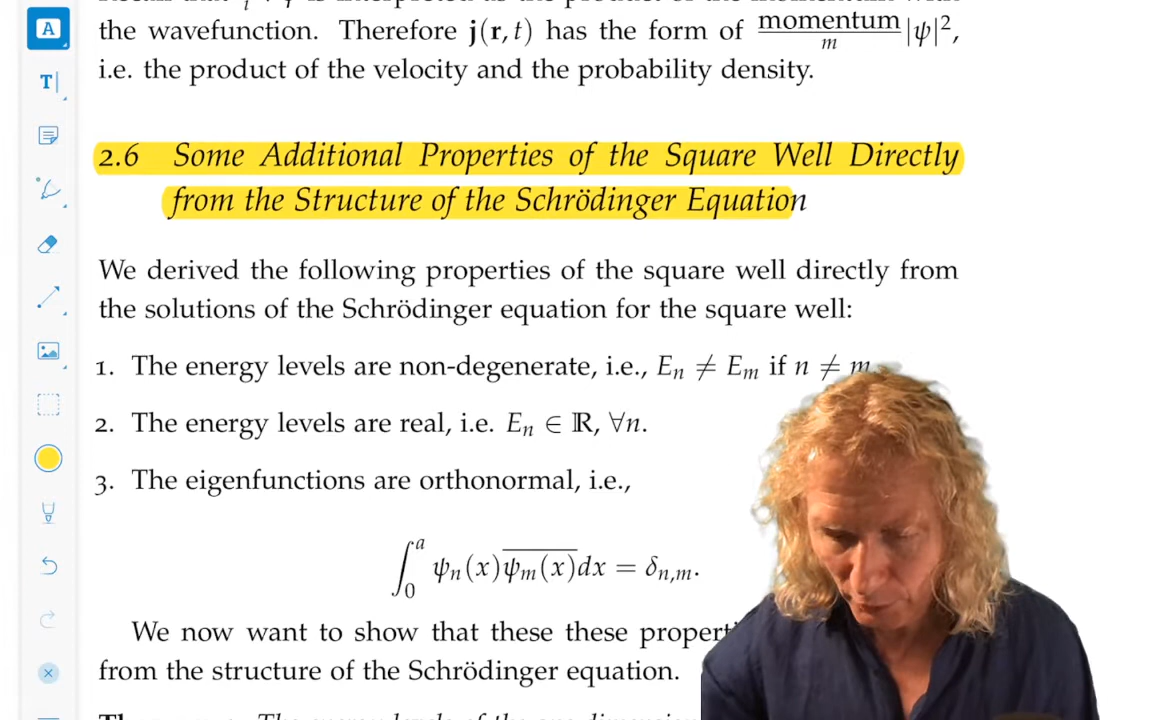 the wavefunction. Therefore j(r, t) has the form of momentum/m |ψ|²,
i.e. the product of the velocity and the probability density.
2.6 Some Additional Properties of the Square Well Directly
from the Structure of the Schrödinger Equation
We derived the following properties of the square well directly from
the solutions of the Schrödinger equation for the square well:
1. The energy levels are non-degenerate, i.e., Eₙ ≠ Eₘ if n ≠ m
2. The energy levels are real, i.e. Eₙ ∈ ℝ, ∀n.
3. The eigenfunctions are orthonormal, i.e.,
∫₀ᵃ ψₙ(x)\overline{ψₘ(x)}dx = δₙ,ₘ.
We now want to show that these these
from the structure of the Schrödinger equation.